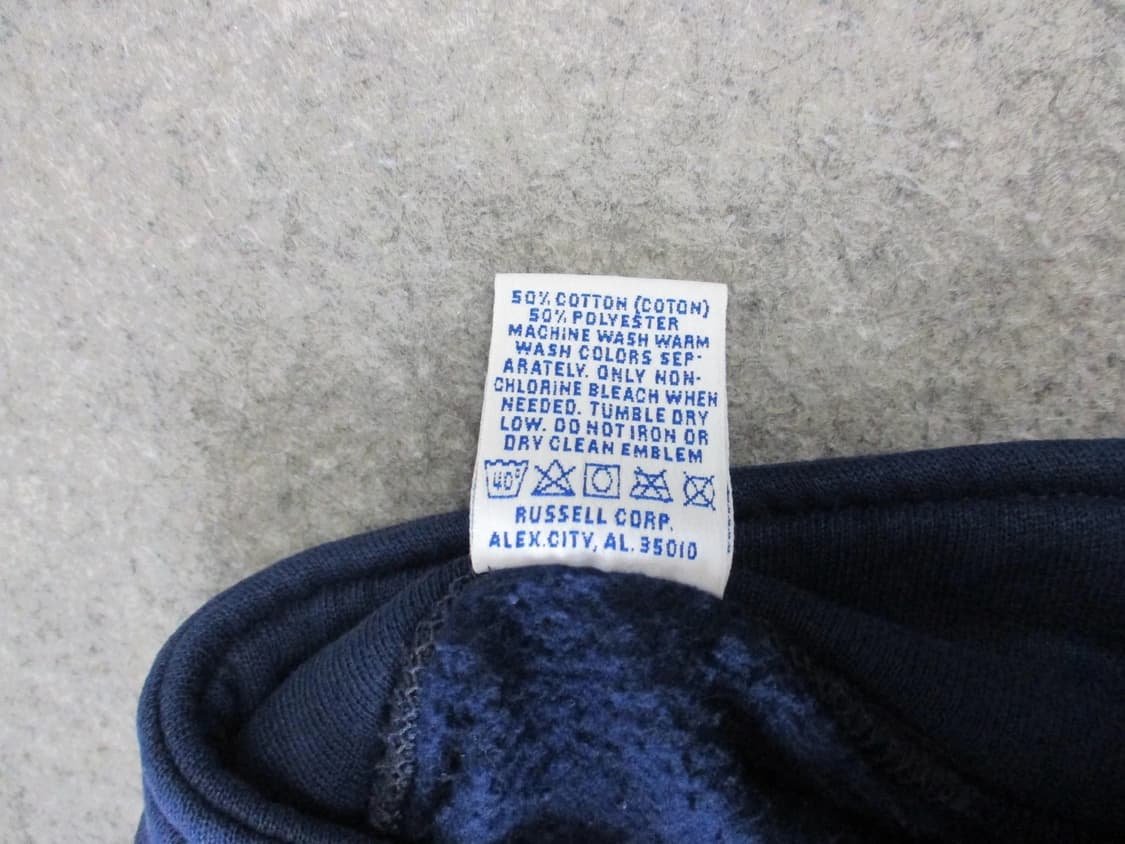 50% COTTON (COTON)
50% POLYESTER
MACHINE WASH WARM
WASH COLORS SEP-
ARATELY. ONLY NON-
CHLORINE BLEACH WHEN
NEEDED. TUMBLE DRY
LOW. DO NOT IRON OR
DRY CLEAN EMBLEM
40°
RUSSELL CORP.
ALEX.CITY, AL. 35010